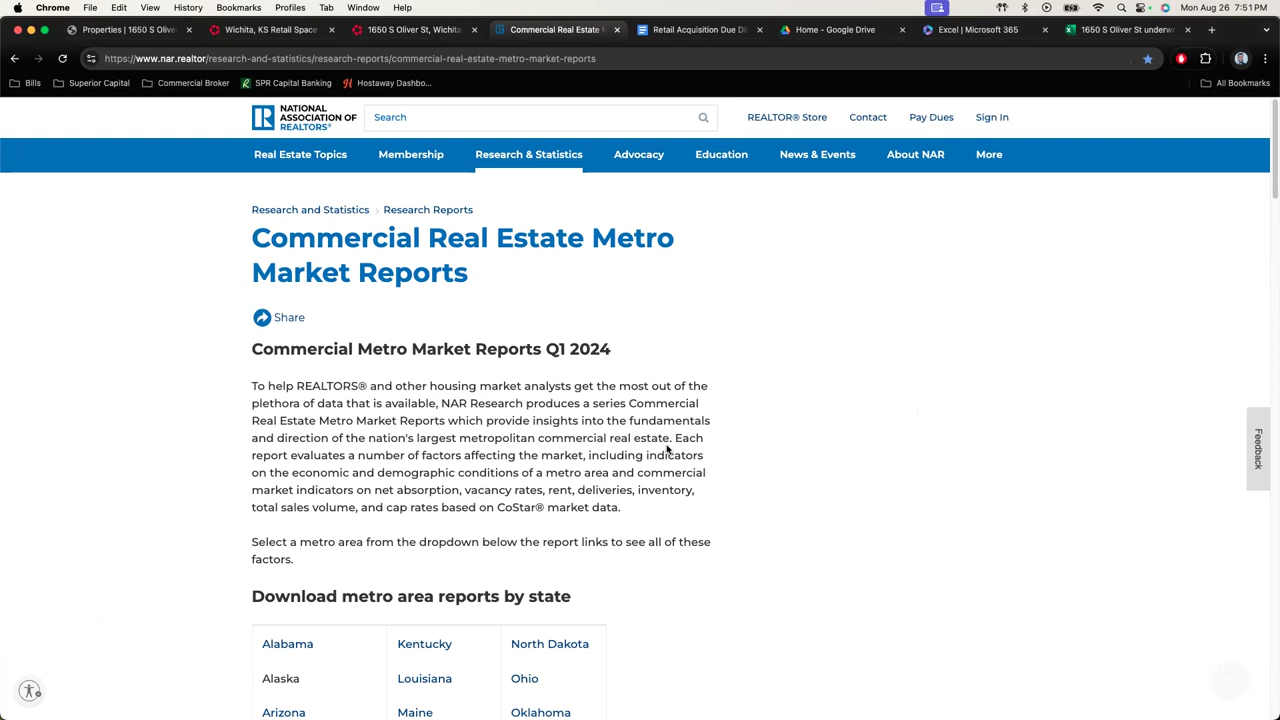 Chrome File Edit View History Bookmarks Profiles Tab Window Help Mon Aug 26 7:51 PM
Properties | 1650 S Olive Wichita, KS Retail Space 1650 S Oliver St, Wichita Commercial Real Estate M Retail Acquisition Due Di Home - Google Drive Excel | Microsoft 365 1650 S Oliver St underw
https://www.nar.realtor/research-and-statistics/research-reports/commercial-real-estate-metro-market-reports
Bills Superior Capital Commercial Broker SPR Capital Banking Hostaway Dashbo... All Bookmarks
NATIONAL
ASSOCIATION OF
REALTORS®
Search
REALTOR® Store Contact Pay Dues Sign In
Real Estate Topics Membership Research & Statistics Advocacy Education News & Events About NAR More
Research and Statistics › Research Reports
Commercial Real Estate Metro
Market Reports
Share
Commercial Metro Market Reports Q1 2024
To help REALTORS® and other housing market analysts get the most out of the
plethora of data that is available, NAR Research produces a series Commercial
Real Estate Metro Market Reports which provide insights into the fundamentals
and direction of the nation's largest metropolitan commercial real estate. Each
report evaluates a number of factors affecting the market, including indicators
on the economic and demographic conditions of a metro area and commercial
market indicators on net absorption, vacancy rates, rent, deliveries, inventory,
total sales volume, and cap rates based on CoStar® market data.
Select a metro area from the dropdown below the report links to see all of these
factors.
Download metro area reports by state
Alabama Kentucky North Dakota
Alaska Louisiana Ohio
Arizona Maine Oklahoma
Feedback